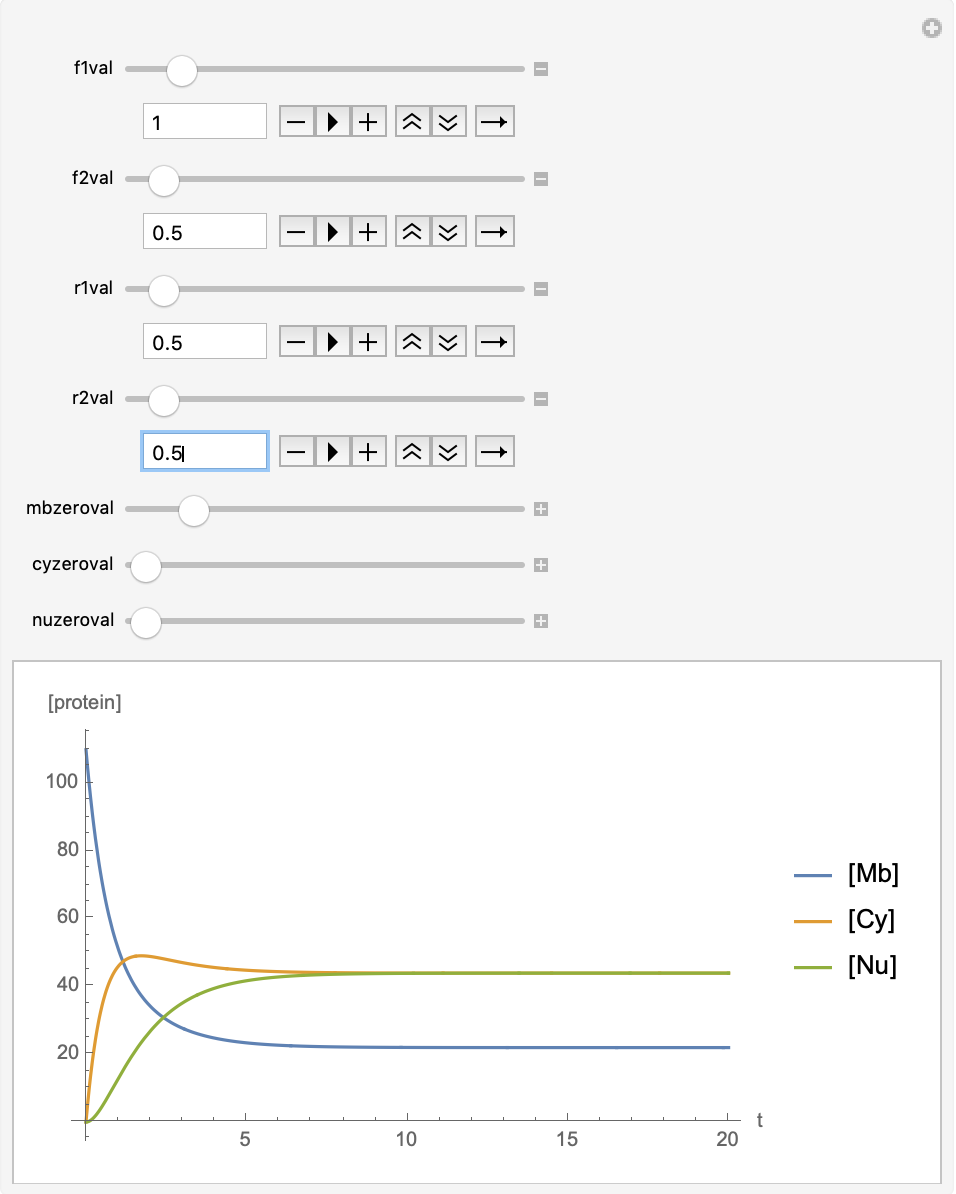 f1val
1
f2val
0.5
r1val
0.5
r2val
0.5
mbzeroval
cyzeroval
nuzeroval
[protein]
100
80
60
40
20
5 10 15 20 t
[Mb]
[Cy]
[Nu]